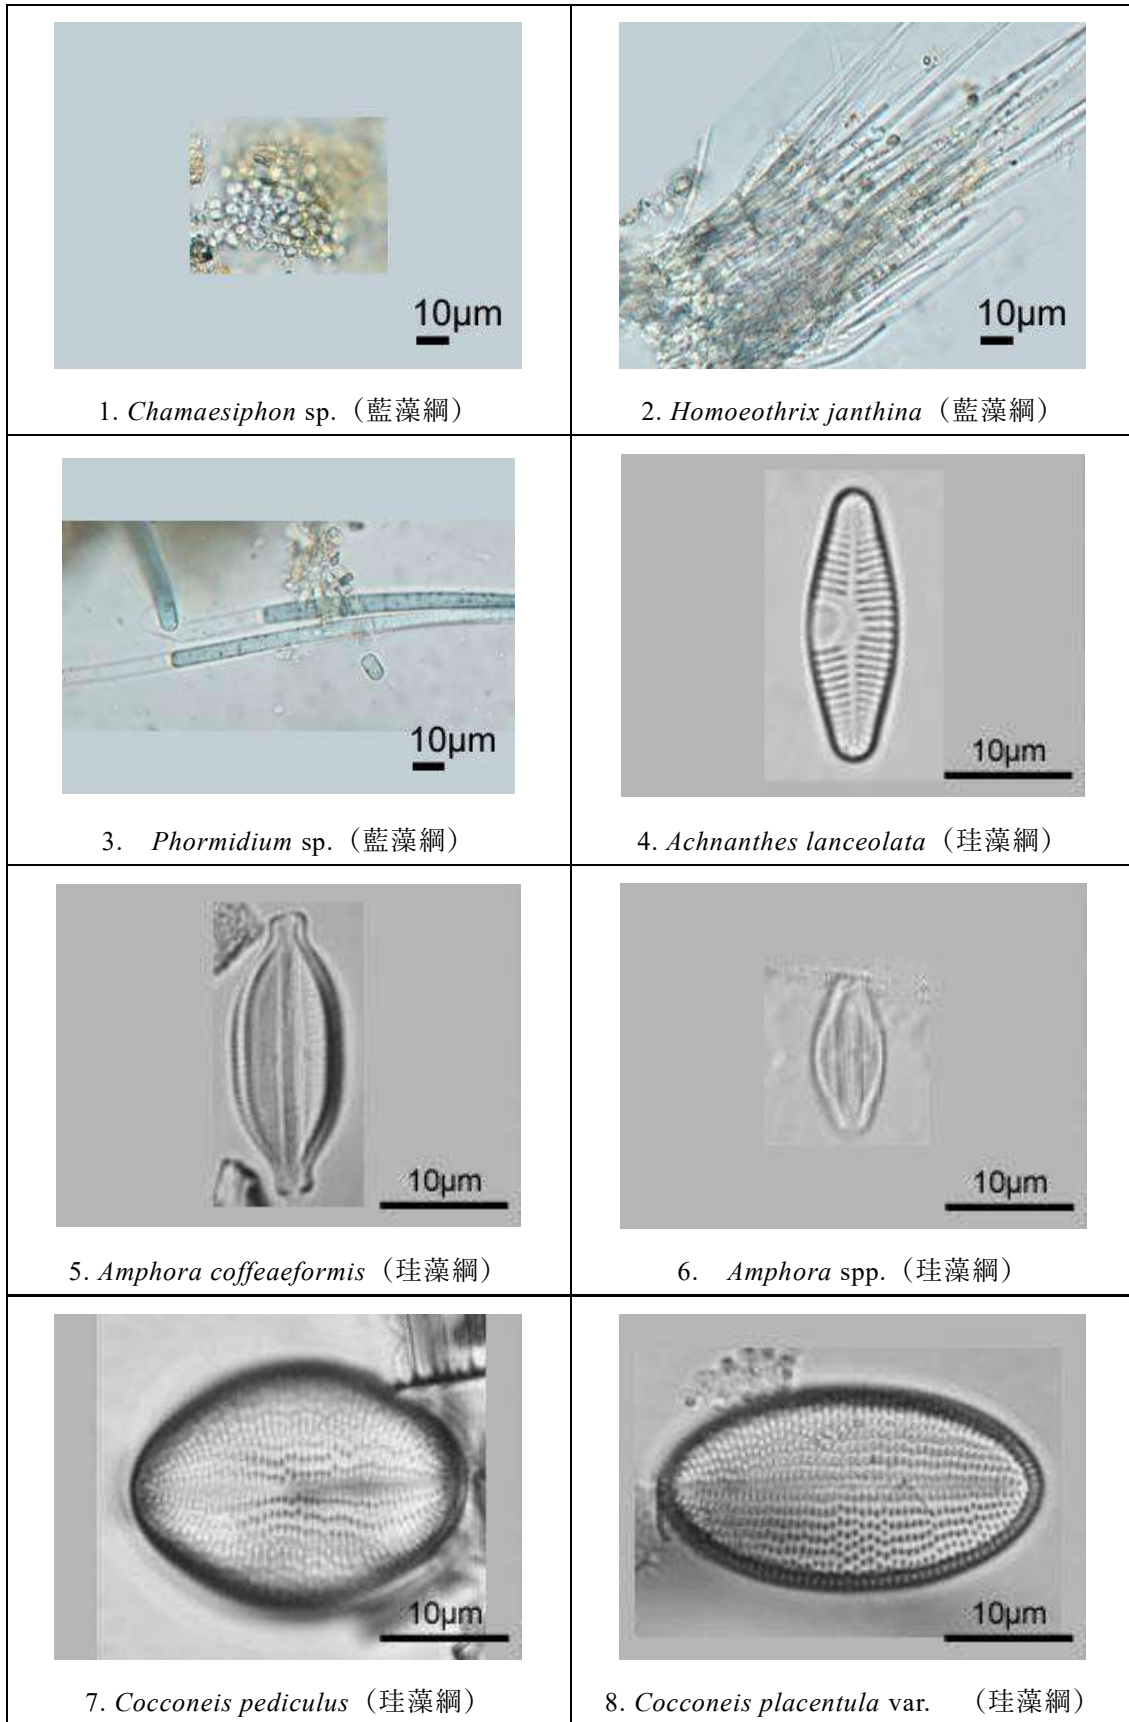 10μm
10μm
1. Chamaesiphon sp.（藍藻綱）
2. Homoeothrix janthina（藍藻綱）
10μm
10μm
3. Phormidium sp.（藍藻綱）
4. Achnanthes lanceolata（珪藻綱）
10μm
10μm
5. Amphora coffeaeformis（珪藻綱）
6. Amphora spp.（珪藻綱）
10μm
10μm
7. Cocconeis pediculus（珪藻綱）
8. Cocconeis placentula var. （珪藻綱）